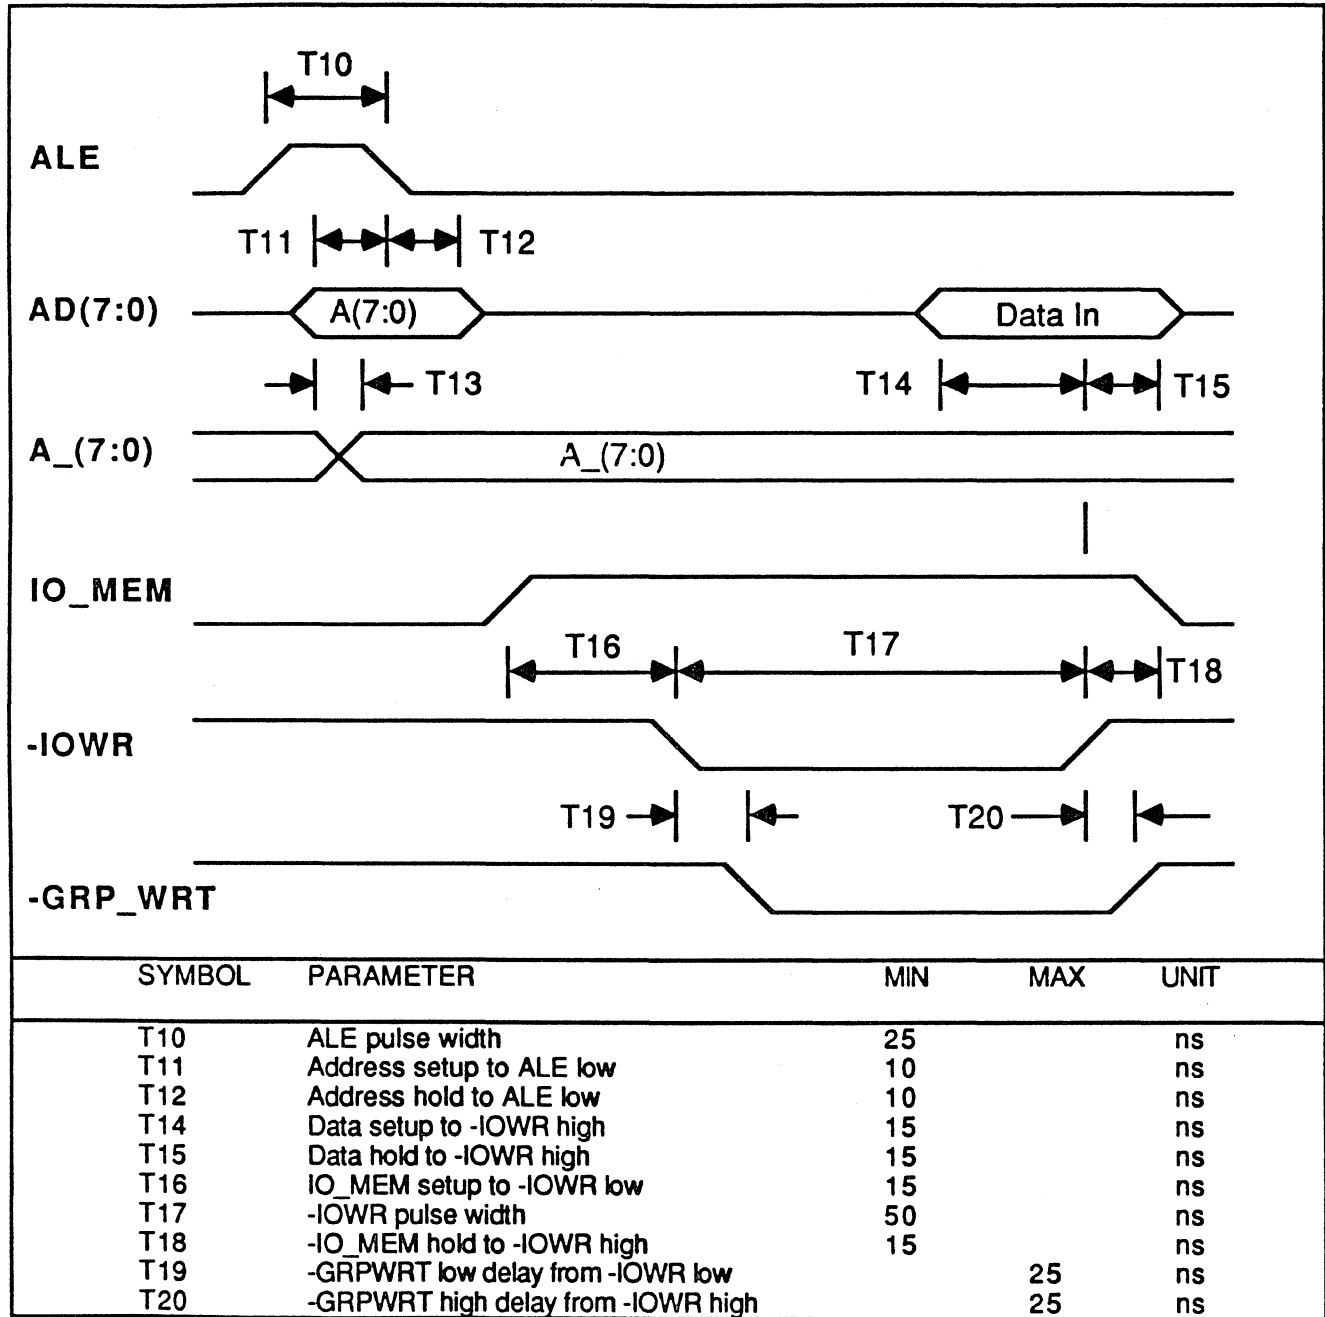 T10
ALE
T11 T12
AD(7:0) A(7:0) Data In
T13 T14 T15
A_(7:0) A_(7:0)
IO_MEM
T16 T17 T18
-IOWR
T19 T20
-GRP_WRT
SYMBOL PARAMETER MIN MAX UNIT
T10 ALE pulse width 25 ns
T11 Address setup to ALE low 10 ns
T12 Address hold to ALE low 10 ns
T14 Data setup to -IOWR high 15 ns
T15 Data hold to -IOWR high 15 ns
T16 IO_MEM setup to -IOWR low 15 ns
T17 -IOWR pulse width 50 ns
T18 -IO_MEM hold to -IOWR high 15 ns
T19 -GRPWRT low delay from -IOWR low 25 ns
T20 -GRPWRT high delay from -IOWR high 25 ns